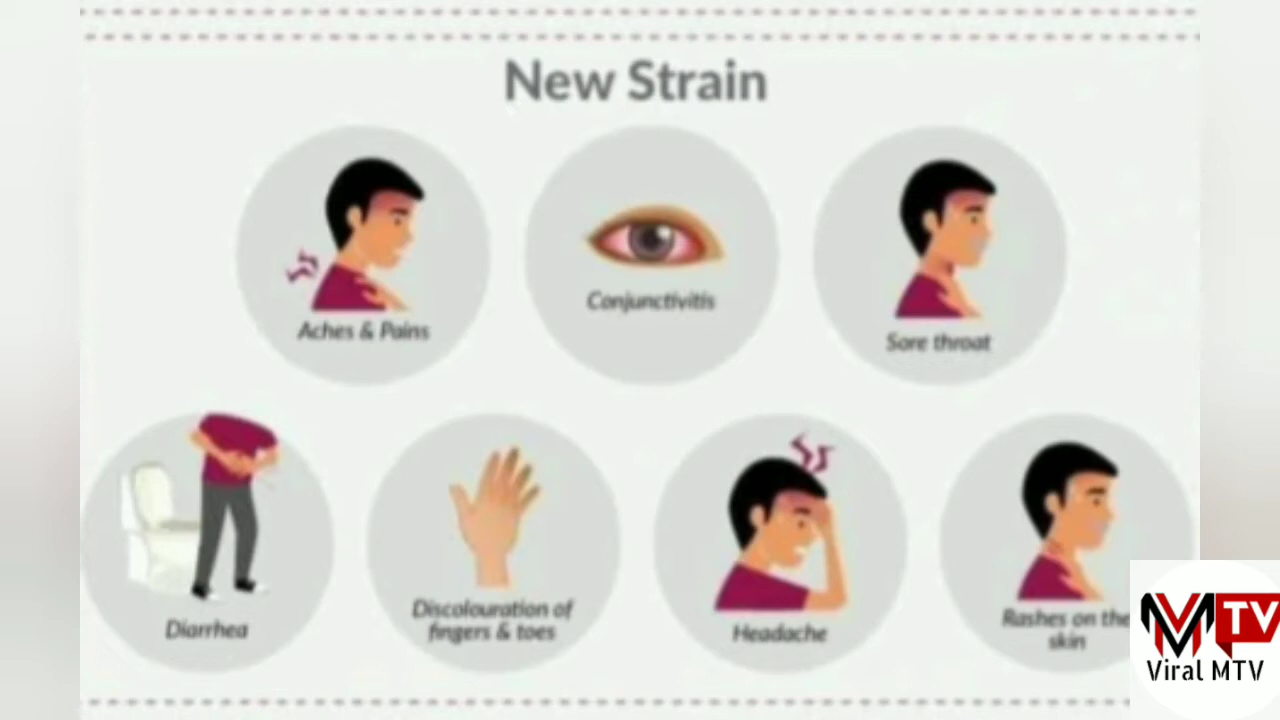 New Strain
Aches & Pains
Conjunctivitis
Sore throat
Diarrhea
Discolouration of
fingers & toes
Headache
Rashes on the
skin
MTV
Viral MTV